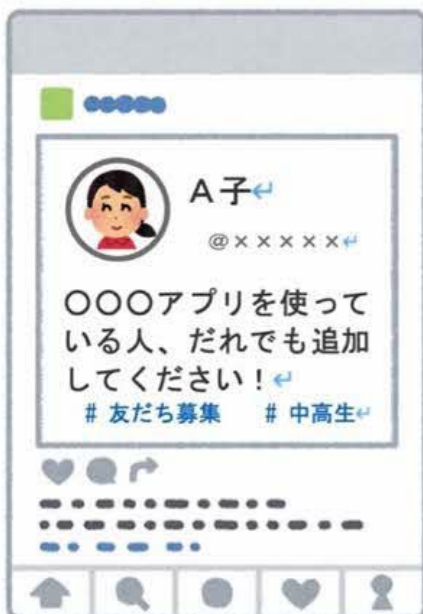 A子↵
@×××××↵
〇〇〇アプリを使って
いる人、だれでも追加
してください！↵
# 友だち募集 # 中高生↵